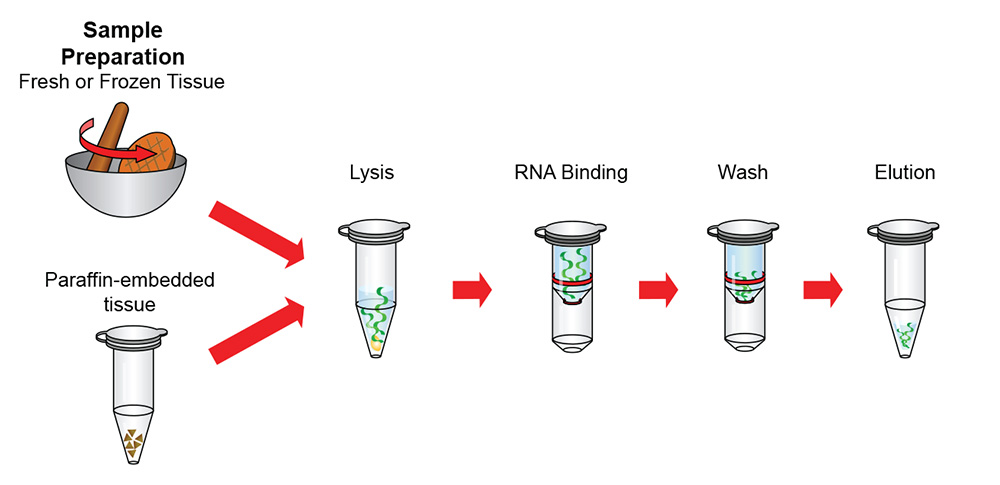 Sample
Preparation
Fresh or Frozen Tissue
Paraffin-embedded
tissue
Lysis
RNA Binding
Wash
Elution